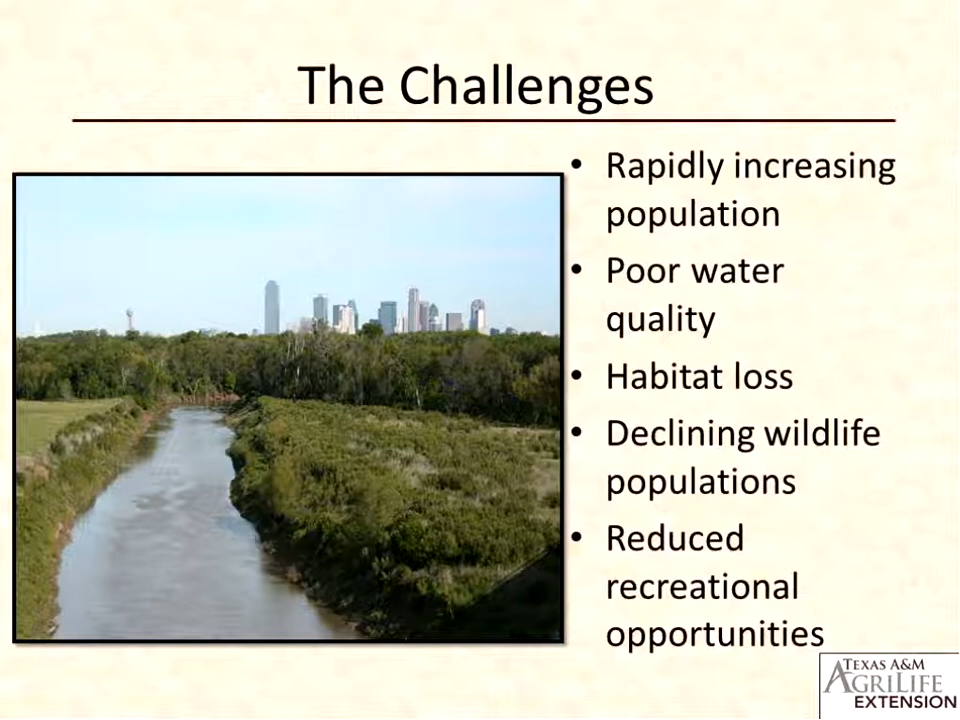 The Challenges
• Rapidly increasing
population
• Poor water
quality
• Habitat loss
• Declining wildlife
populations
• Reduced
recreational
opportunities
TEXAS A&M
AGRILIFE
EXTENSION